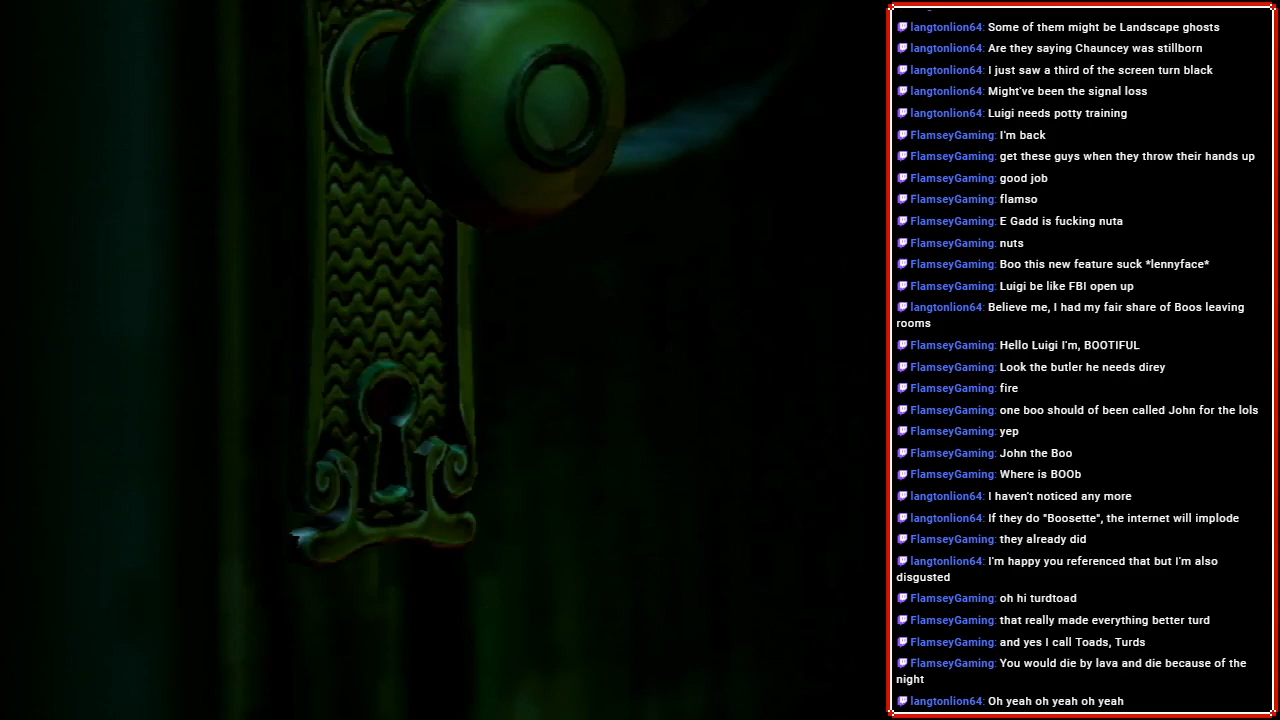 langtonlion64: Some of them might be Landscape ghosts
langtonlion64: Are they saying Chauncey was stillborn
langtonlion64: I just saw a third of the screen turn black
langtonlion64: Might've been the signal loss
langtonlion64: Luigi needs potty training
FlamseyGaming: I'm back
FlamseyGaming: get these guys when they throw their hands up
FlamseyGaming: good job
FlamseyGaming: flamso
FlamseyGaming: E Gadd is fucking nuta
FlamseyGaming: nuts
FlamseyGaming: Boo this new feature suck *lennyface*
FlamseyGaming: Luigi be like FBI open up
langtonlion64: Believe me, I had my fair share of Boos leaving
rooms
FlamseyGaming: Hello Luigi I'm, BOOTIFUL
FlamseyGaming: Look the butler he needs direy
FlamseyGaming: fire
FlamseyGaming: one boo should of been called John for the lols
FlamseyGaming: yep
FlamseyGaming: John the Boo
FlamseyGaming: Where is BOOb
langtonlion64: I haven't noticed any more
langtonlion64: If they do "Boosette", the internet will implode
FlamseyGaming: they already did
langtonlion64: I'm happy you referenced that but I'm also
disgusted
FlamseyGaming: oh hi turdtoad
FlamseyGaming: that really made everything better turd
FlamseyGaming: and yes I call Toads, Turds
FlamseyGaming: You would die by lava and die because of the
night
langtonlion64: Oh yeah oh yeah oh yeah